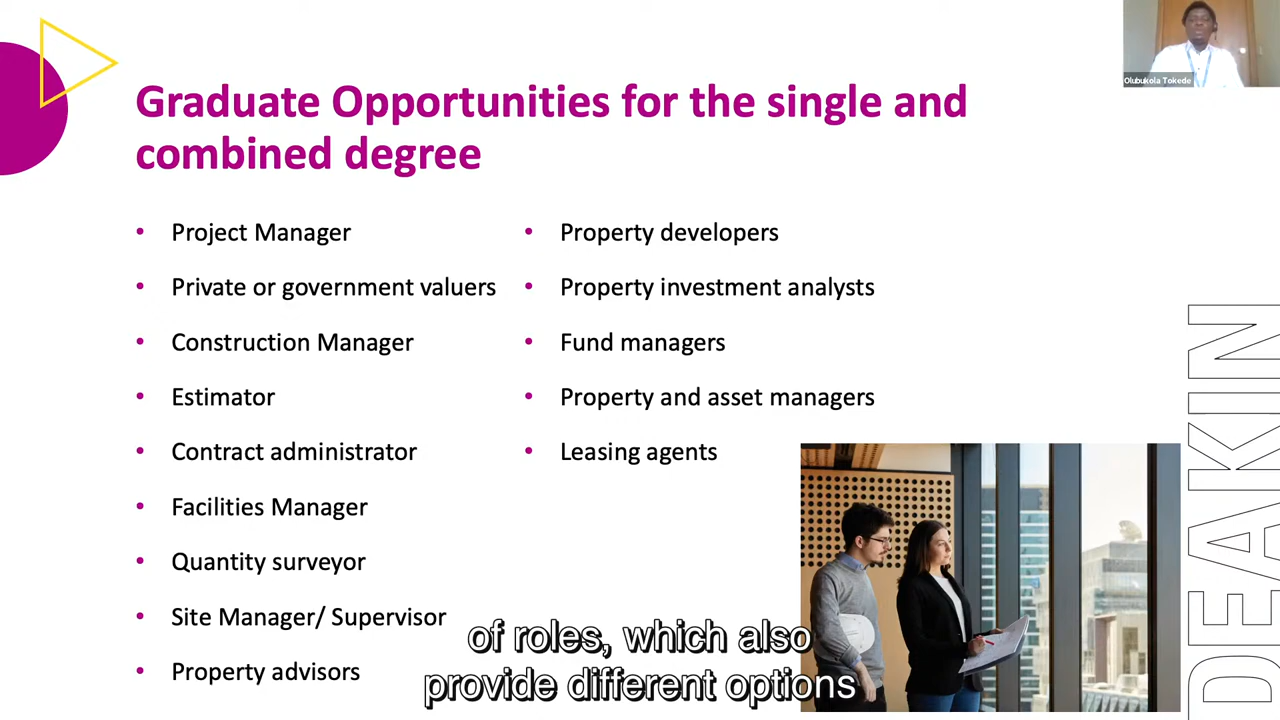 Olubukola Tokede
Graduate Opportunities for the single and
combined degree
• Project Manager
• Private or government valuers
• Construction Manager
• Estimator
• Contract administrator
• Facilities Manager
• Quantity surveyor
• Site Manager/ Supervisor
• Property advisors
• Property developers
• Property investment analysts
• Fund managers
• Property and asset managers
• Leasing agents
DEAKIN
of roles, which also
provide different options